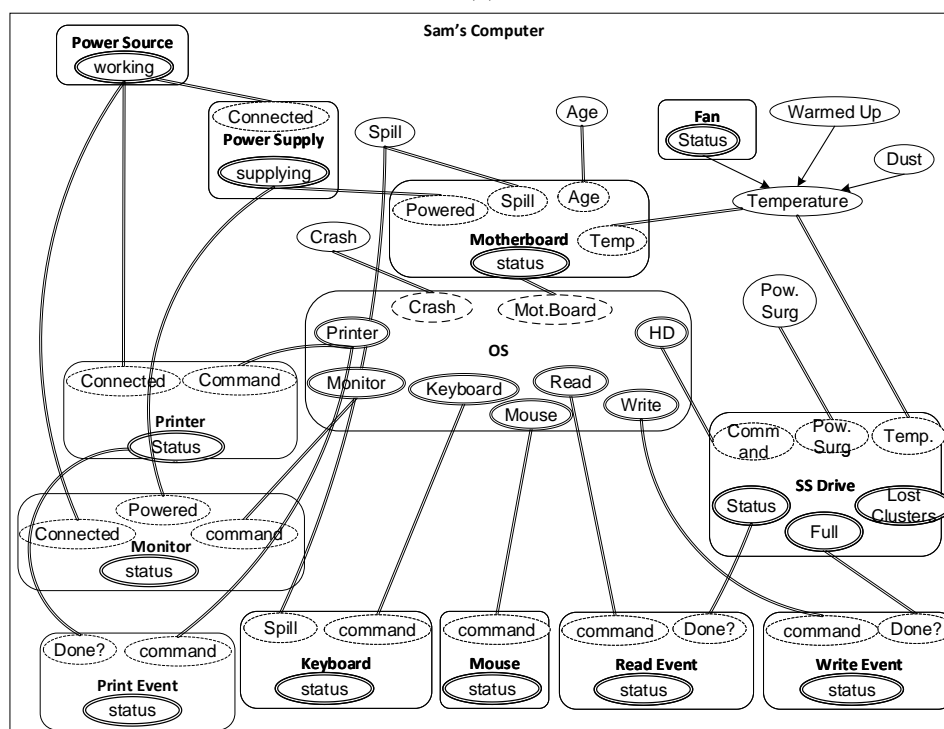 Sam's Computer
Power Source
working
Connected
Power Supply
supplying
Spill
Age
Fan
Status
Warmed Up
Dust
Temperature
Powered
Spill
Age
Temp
Motherboard
status
Crash
Crash
Mot.Board
Printer
HD
OS
Monitor
Keyboard
Read
Mouse
Write
Pow.
Surg
Connected
Command
Printer
Status
Comm
and
Pow.
Surg
Temp.
SS Drive
Status
Lost
Clusters
Full
Powered
Connected
command
Monitor
status
Done?
command
Print Event
status
Spill
command
Keyboard
status
command
Mouse
status
command
Done?
Read Event
status
command
Done?
Write Event
status